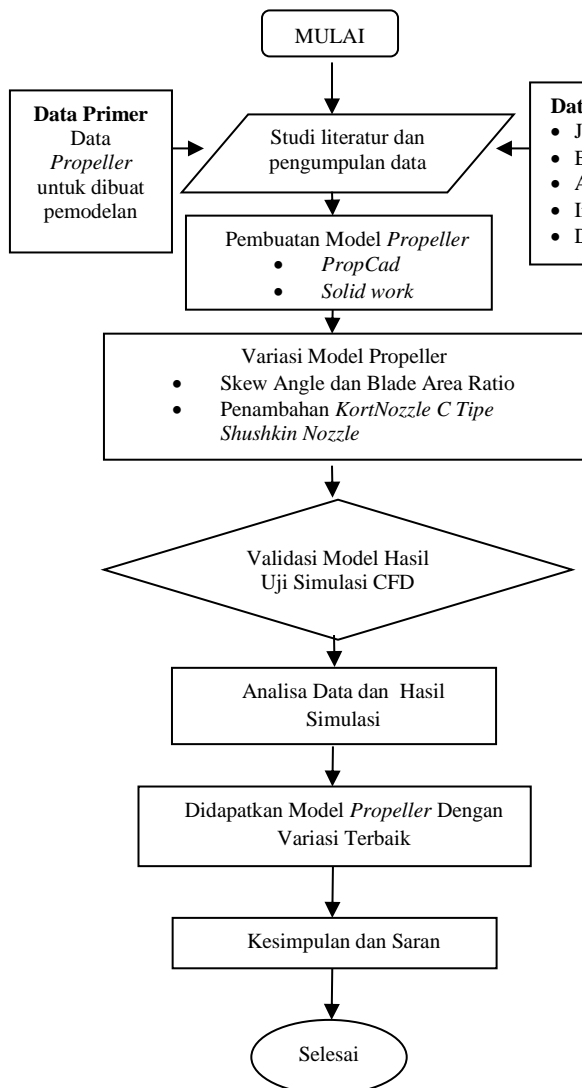 MULAI
Data Primer
Data
Propeller
untuk dibuat
pemodelan
Studi literatur dan
pengumpulan data
Pembuatan Model Propeller
• PropCad
• Solid work
Variasi Model Propeller
• Skew Angle dan Blade Area Ratio
• Penambahan KortNozzle C Tipe
Shushkin Nozzle
Validasi Model Hasil
Uji Simulasi CFD
Analisa Data dan Hasil
Simulasi
Didapatkan Model Propeller Dengan
Variasi Terbaik
Kesimpulan dan Saran
Selesai